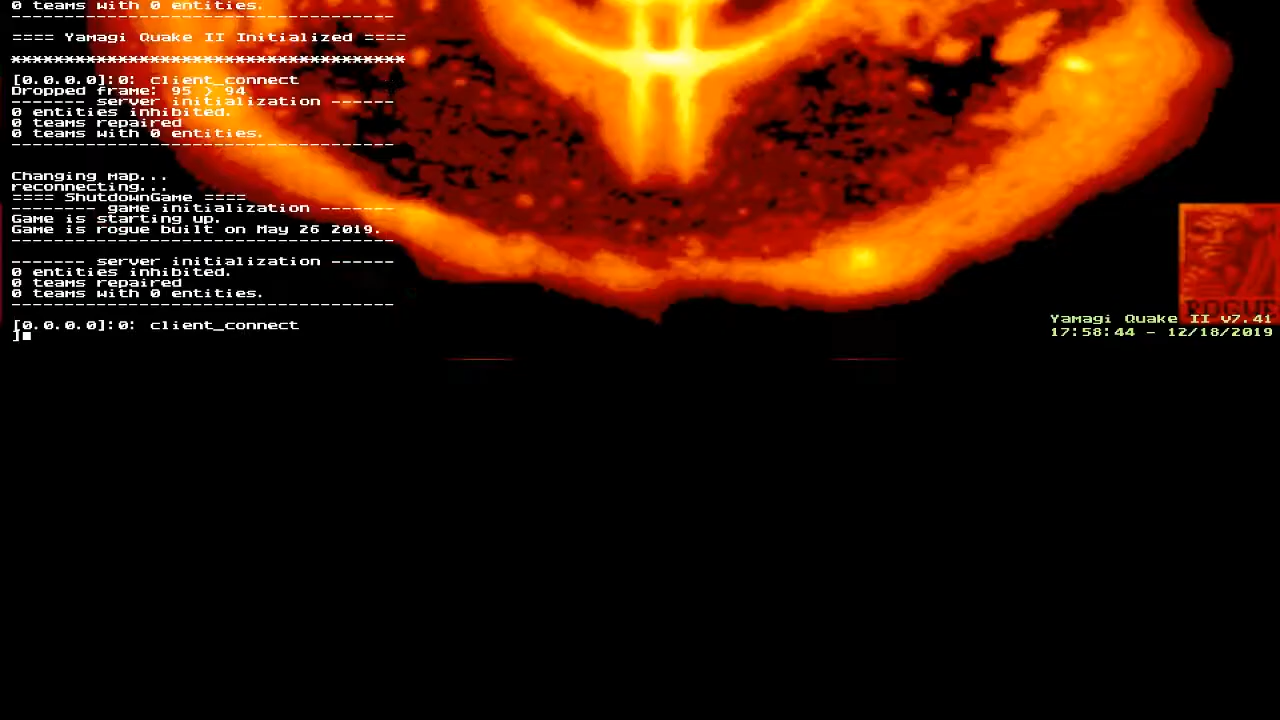 0 teams with 0 entities.
-------------------------------------
==== Yamagi Quake II Initialized ====
*************************************
[0.0.0.0]:0: client_connect
Dropped frame: 95 > 94
------- server initialization ------
0 entities inhibited.
0 teams repaired
0 teams with 0 entities.
------------------------------------
Changing map...
reconnecting...
==== ShutdownGame ====
-------- game initialization -------
Game is starting up.
Game is rogue built on May 26 2019.
------------------------------------
------- server initialization ------
0 entities inhibited.
0 teams repaired
0 teams with 0 entities.
------------------------------------
[0.0.0.0]:0: client_connect
]
ROGUE
Yamagi Quake II v7.41
17:58:44 - 12/18/2019